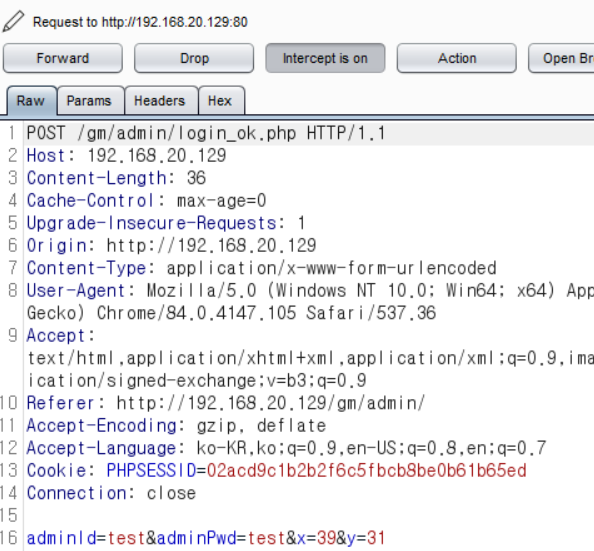 Request to http://192.168.20.129:80
Forward Drop Intercept is on Action Open Br
Raw Params Headers Hex
1 POST /gm/admin/login_ok.php HTTP/1.1
2 Host: 192.168.20.129
3 Content-Length: 36
4 Cache-Control: max-age=0
5 Upgrade-Insecure-Requests: 1
6 Origin: http://192.168.20.129
7 Content-Type: application/x-www-form-urlencoded
8 User-Agent: Mozilla/5.0 (Windows NT 10.0; Win64; x64) App
Gecko) Chrome/84.0.4147.105 Safari/537.36
9 Accept:
text/html,application/xhtml+xml,application/xml;q=0.9,ima
ication/signed-exchange;v=b3;q=0.9
10 Referer: http://192.168.20.129/gm/admin/
11 Accept-Encoding: gzip, deflate
12 Accept-Language: ko-KR,ko;q=0.9,en-US;q=0.8,en;q=0.7
13 Cookie: PHPSESSID=02acd9c1b2b2f6c5fbcb8be0b61b65ed
14 Connection: close
15
16 adminId=test&adminPwd=test&x=39&y=31